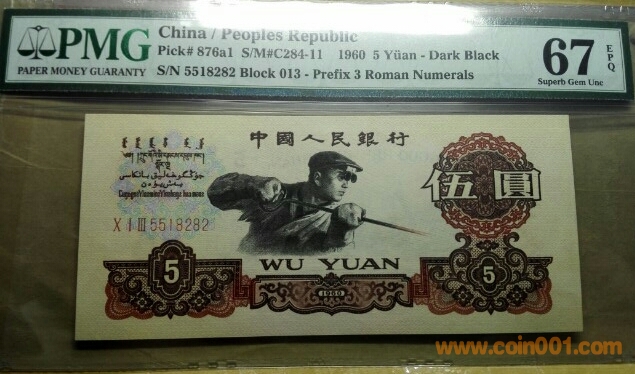 PMG
PAPER MONEY GUARANTY
China / Peoples Republic
Pick# 876a1 S/M#C284-11 1960 5 Yüan - Dark Black
S/N 5518282 Block 013 - Prefix 3 Roman Numerals
67 EPQ
Superb Gem Unc
中國人民銀行
伍圓
X I III 5518282
5
WU YUAN
5
1960
www.coin001.com